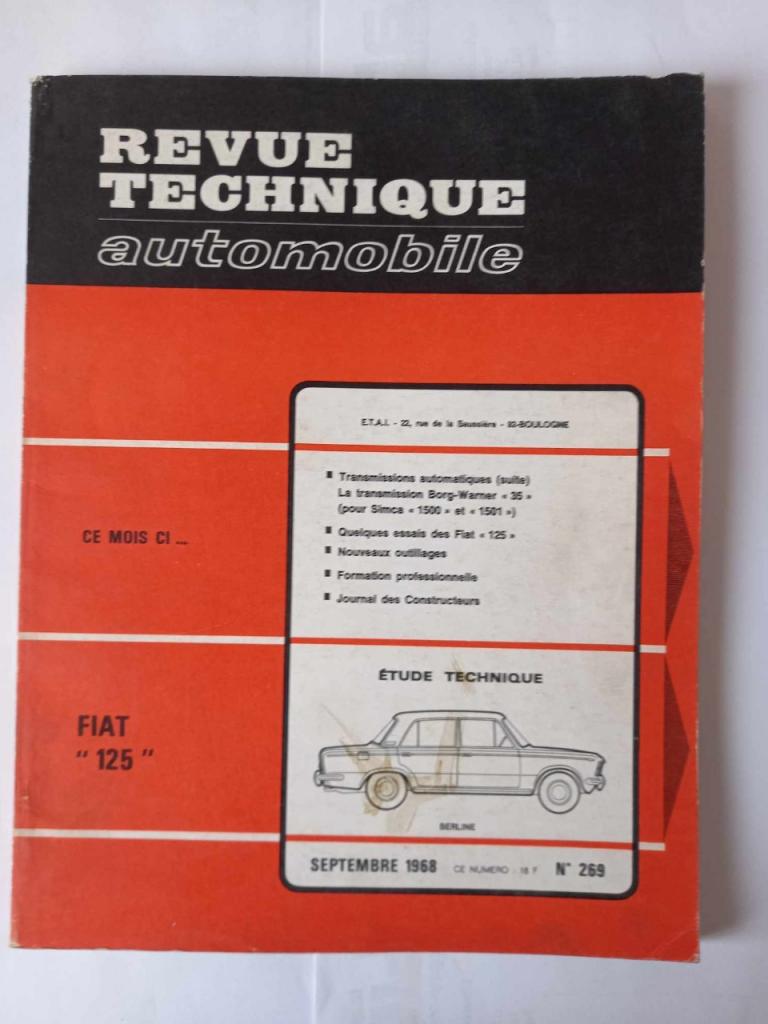 REVUE
TECHNIQUE
automobile
E.T.A.I. - 22, rue de la Saussière - 92-BOULOGNE
CE MOIS CI ...
■ Transmissions automatiques (suite)
La transmission Borg-Warner « 35 »
(pour Simca « 1500 » et « 1501 »)
■ Quelques essais des Fiat « 125 »
■ Nouveaux outillages
■ Formation professionnelle
■ Journal des Constructeurs
FIAT
" 125 "
ÉTUDE TECHNIQUE
BERLINE
SEPTEMBRE 1968 CE NUMERO : 18 F N° 269